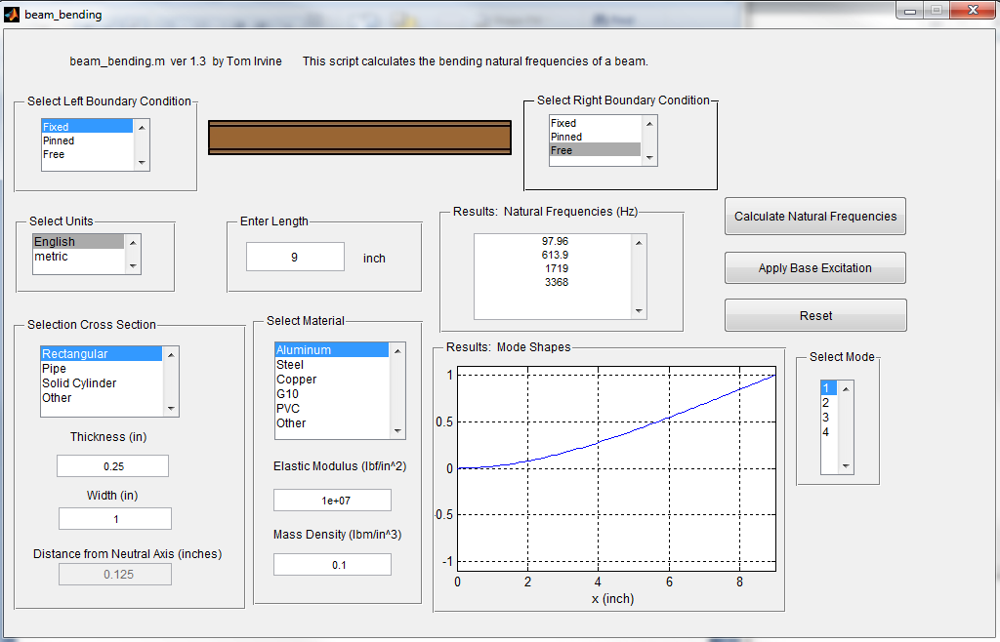 beam_bending
beam_bending.m ver 1.3 by Tom Irvine This script calculates the bending natural frequencies of a beam.
Select Left Boundary Condition
Fixed
Pinned
Free
Select Right Boundary Condition
Fixed
Pinned
Free
Select Units
English
metric
Enter Length
9 inch
Results: Natural Frequencies (Hz)
97.96
613.9
1719
3368
Calculate Natural Frequencies
Apply Base Excitation
Reset
Selection Cross Section
Rectangular
Pipe
Solid Cylinder
Other
Thickness (in)
0.25
Width (in)
1
Distance from Neutral Axis (inches)
0.125
Select Material
Aluminum
Steel
Copper
G10
PVC
Other
Elastic Modulus (lbf/in^2)
1e+07
Mass Density (lbm/in^3)
0.1
Results: Mode Shapes
1
0.5
0
-0.5
-1
0 2 4 6 8
x (inch)
Select Mode
1
2
3
4